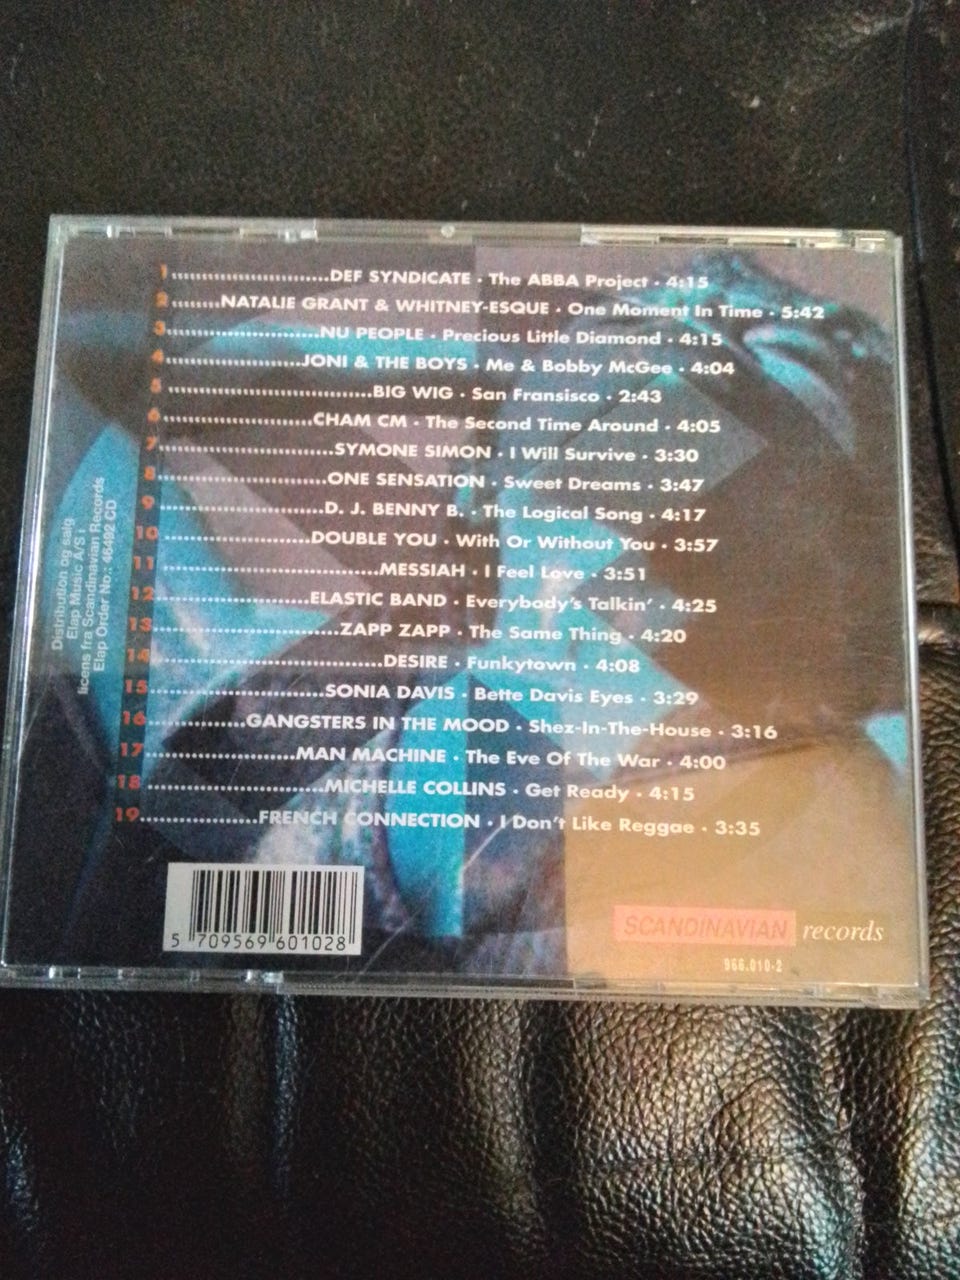 1 DEF SYNDICATE · The ABBA Project · 4:15
2 NATALIE GRANT & WHITNEY-ESQUE · One Moment In Time · 5:42
3 NU PEOPLE · Precious Little Diamond · 4:15
4 JONI & THE BOYS · Me & Bobby McGee · 4:04
5 BIG WIG · San Fransisco · 2:43
6 CHAM CM · The Second Time Around · 4:05
7 SYMONE SIMON · I Will Survive · 3:30
8 ONE SENSATION · Sweet Dreams · 3:47
9 D. J. BENNY B. · The Logical Song · 4:17
10 DOUBLE YOU · With Or Without You · 3:57
11 MESSIAH · I Feel Love · 3:51
12 ELASTIC BAND · Everybody's Talkin' · 4:25
13 ZAPP ZAPP · The Same Thing · 4:20
14 DESIRE · Funkytown · 4:08
15 SONIA DAVIS · Bette Davis Eyes · 3:29
16 GANGSTERS IN THE MOOD · Shez-In-The-House · 3:16
17 MAN MACHINE · The Eve Of The War · 4:00
18 MICHELLE COLLINS · Get Ready · 4:15
19 FRENCH CONNECTION · I Don't Like Reggae · 3:35
Distribution og salg
Elap Music A/S i
licens fra Scandinavian Records
Elap Order No.: 46492 CD
5 709569 601028
SCANDINAVIAN records
966.010-2